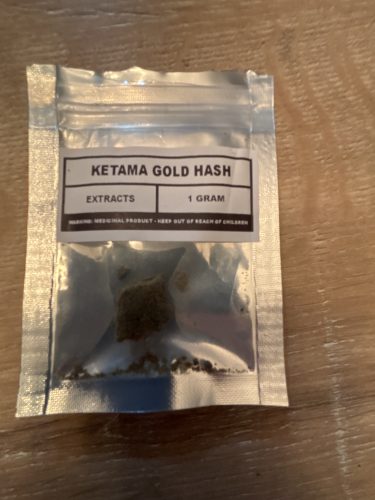 KETAMA GOLD HASH
EXTRACTS
1 GRAM
WARNING: MEDICINAL PRODUCT - KEEP OUT OF REACH OF CHILDREN